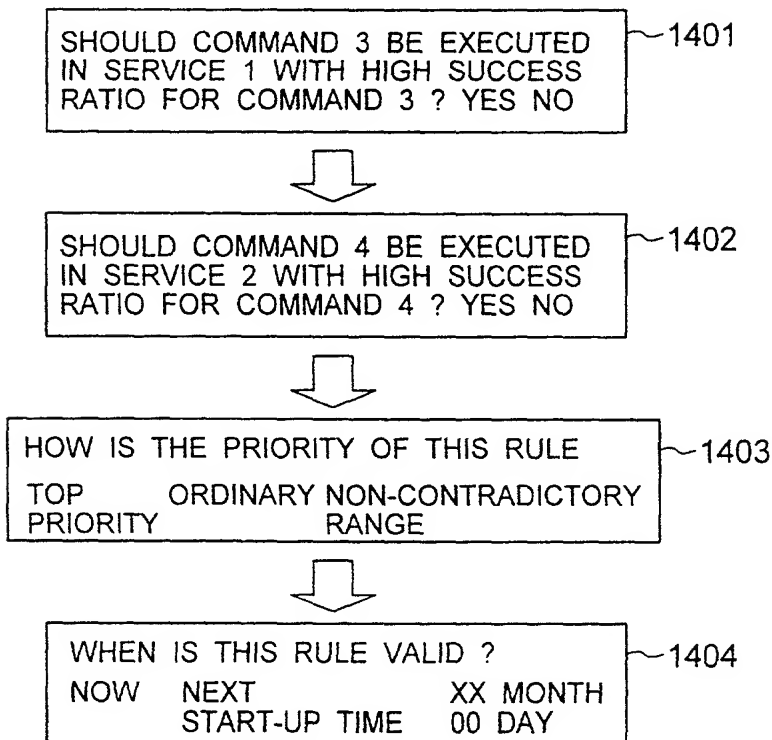 SHOULD COMMAND 3 BE EXECUTED
IN SERVICE 1 WITH HIGH SUCCESS
RATIO FOR COMMAND 3 ? YES NO
1401
SHOULD COMMAND 4 BE EXECUTED
IN SERVICE 2 WITH HIGH SUCCESS
RATIO FOR COMMAND 4 ? YES NO
1402
HOW IS THE PRIORITY OF THIS RULE
1403
TOP ORDINARY NON-CONTRADICTORY
PRIORITY RANGE
WHEN IS THIS RULE VALID ?
1404
NOW NEXT XX MONTH
START-UP TIME 00 DAY